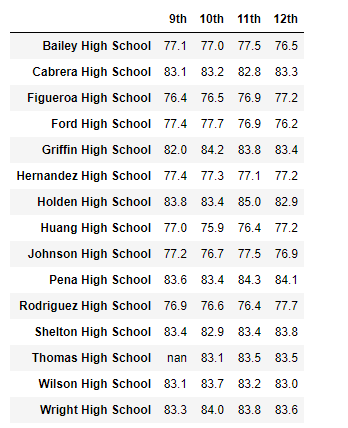 9th 10th 11th 12th
Bailey High School 77.1 77.0 77.5 76.5
Cabrera High School 83.1 83.2 82.8 83.3
Figueroa High School 76.4 76.5 76.9 77.2
Ford High School 77.4 77.7 76.9 76.2
Griffin High School 82.0 84.2 83.8 83.4
Hernandez High School 77.4 77.3 77.1 77.2
Holden High School 83.8 83.4 85.0 82.9
Huang High School 77.0 75.9 76.4 77.2
Johnson High School 77.2 76.7 77.5 76.9
Pena High School 83.6 83.4 84.3 84.1
Rodriguez High School 76.9 76.6 76.4 77.7
Shelton High School 83.4 82.9 83.4 83.8
Thomas High School nan 83.1 83.5 83.5
Wilson High School 83.1 83.7 83.2 83.0
Wright High School 83.3 84.0 83.8 83.6